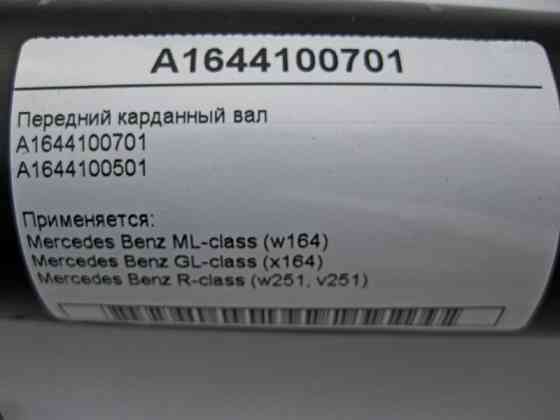 A1644100701
Передний карданный вал
A1644100701
A1644100501
Применяется:
Mercedes Benz ML-class (w164)
Mercedes Benz GL-class (x164)
Mercedes Benz R-class (w251, v251)